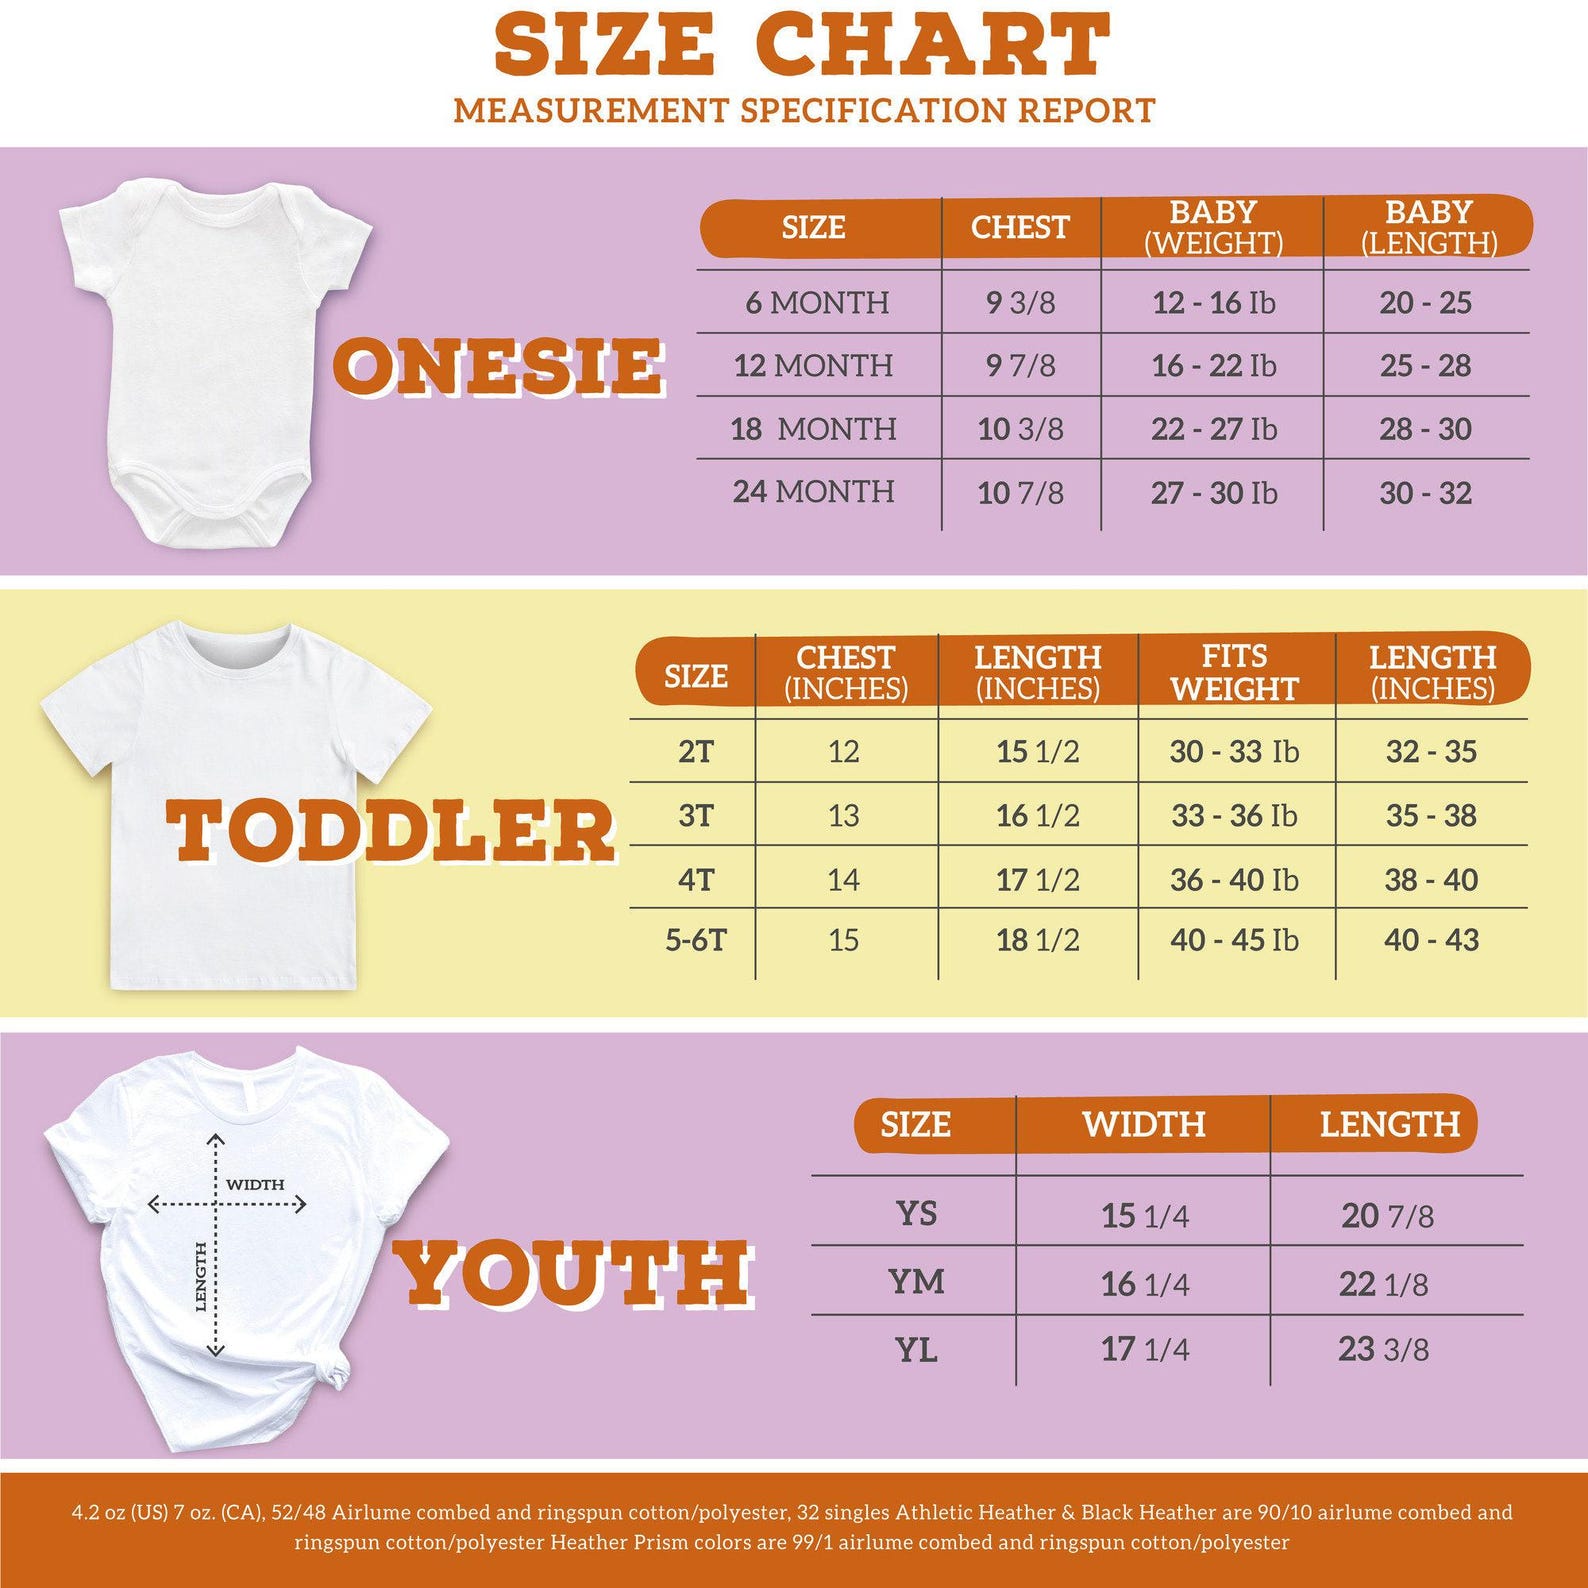 SIZE CHART
MEASUREMENT SPECIFICATION REPORT
ONESIE
SIZE CHEST BABY (WEIGHT) BABY (LENGTH)
6 MONTH 9 3/8 12 - 16 Ib 20 - 25
12 MONTH 9 7/8 16 - 22 Ib 25 - 28
18 MONTH 10 3/8 22 - 27 Ib 28 - 30
24 MONTH 10 7/8 27 - 30 Ib 30 - 32
TODDLER
SIZE CHEST (INCHES) LENGTH (INCHES) FITS WEIGHT LENGTH (INCHES)
2T 12 15 1/2 30 - 33 Ib 32 - 35
3T 13 16 1/2 33 - 36 Ib 35 - 38
4T 14 17 1/2 36 - 40 Ib 38 - 40
5-6T 15 18 1/2 40 - 45 Ib 40 - 43
WIDTH
LENGTH
YOUTH
SIZE WIDTH LENGTH
YS 15 1/4 20 7/8
YM 16 1/4 22 1/8
YL 17 1/4 23 3/8
4.2 oz (US) 7 oz. (CA), 52/48 Airlume combed and ringspun cotton/polyester, 32 singles Athletic Heather & Black Heather are 90/10 airlume combed and
ringspun cotton/polyester Heather Prism colors are 99/1 airlume combed and ringspun cotton/polyester